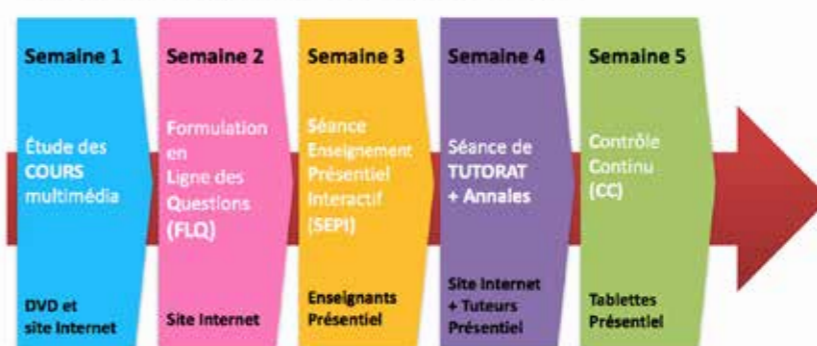 Semaine 1
Étude des
COURS
multimédia
DVD et
site Internet
Semaine 2
Formulation
en
Ligne des
Questions
(FLQ)
Site Internet
Semaine 3
Séance
Enseignement
Présentiel
Interactif
(SEPI)
Enseignants
Présentiel
Semaine 4
Séance de
TUTORAT
+ Annales
Site Internet
+ Tuteurs
Présentiel
Semaine 5
Contrôle
Continu
(CC)
Tablettes
Présentiel